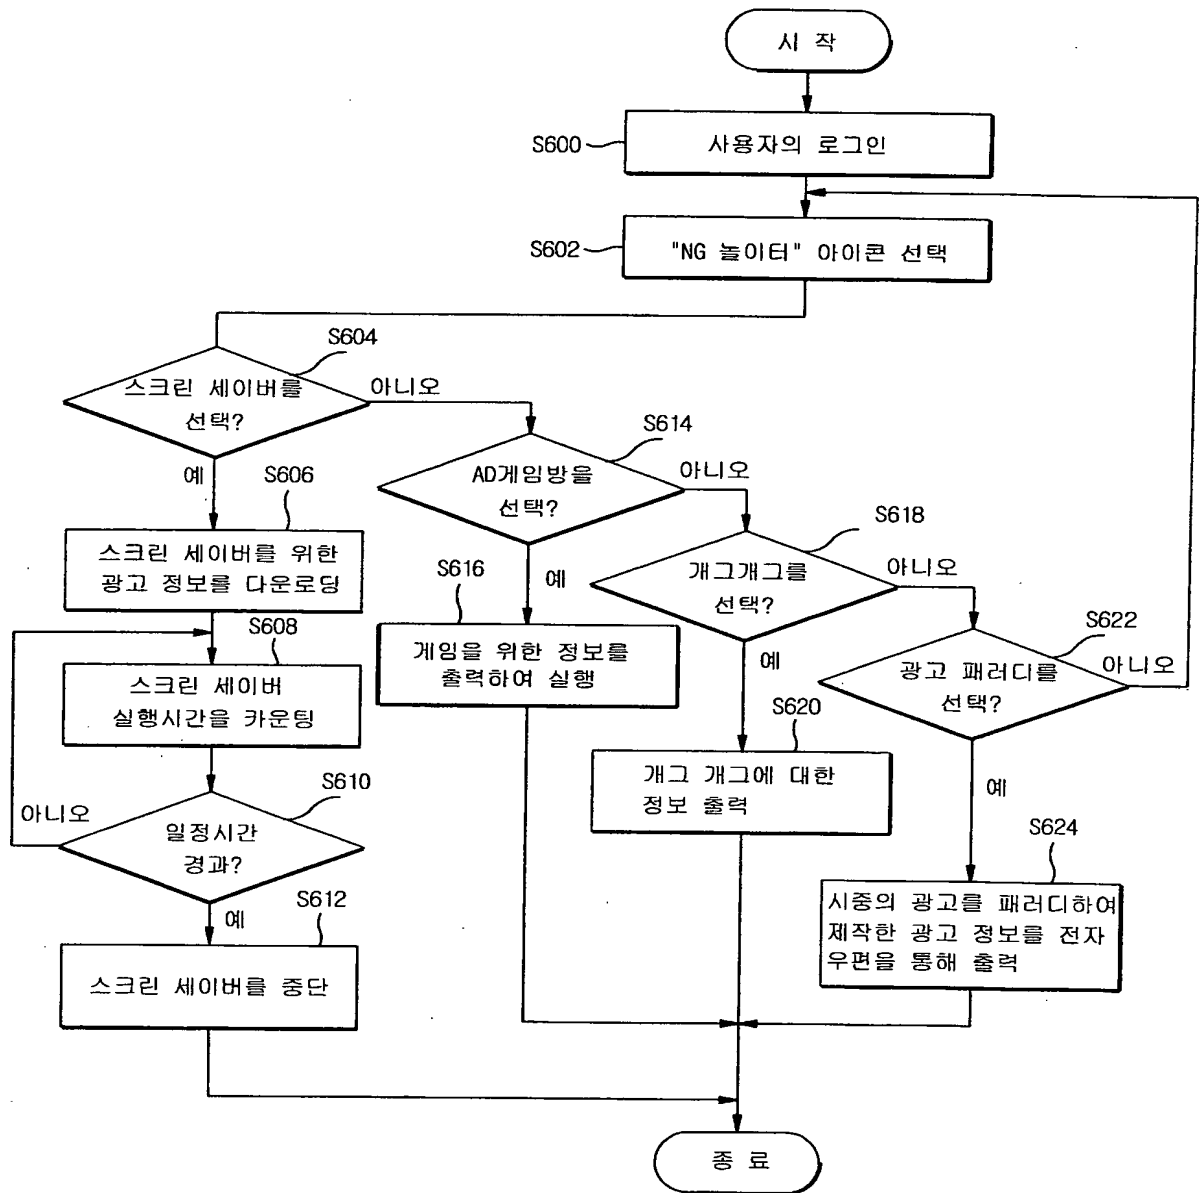 시 작
S600
사용자의 로그인
S602
"NG 놀이터" 아이콘 선택
S604
스크린 세이버를
선택?
아니오
예
S606
스크린 세이버를 위한
광고 정보를 다운로딩
S608
스크린 세이버
실행시간을 카운팅
S610
아니오
일정시간
경과?
예
S612
스크린 세이버를 중단
S614
AD게임방을
선택?
아니오
예
S616
게임을 위한 정보를
출력하여 실행
S618
개그개그를
선택?
아니오
예
S620
개그 개그에 대한
정보 출력
S622
광고 패러디를
선택?
아니오
예
S624
시중의 광고를 패러디하여
제작한 광고 정보를 전자
우편을 통해 출력
종 료